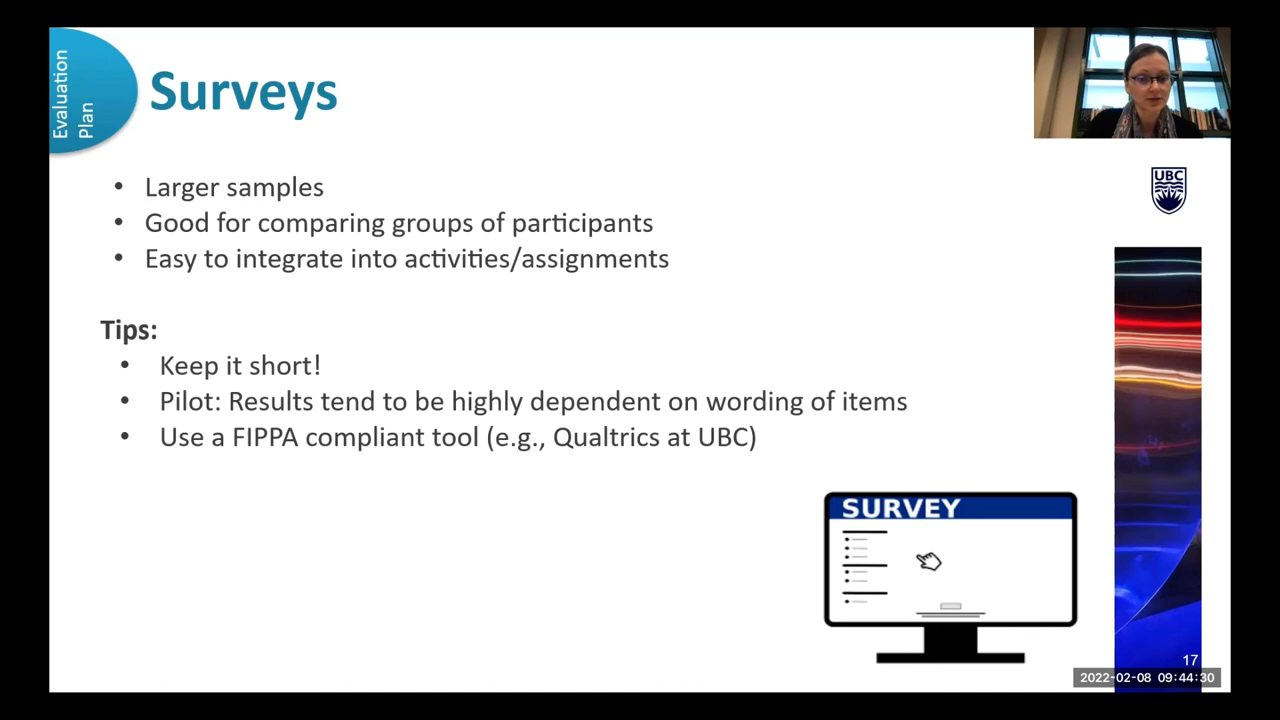 Evaluation
Plan
Surveys
• Larger samples
• Good for comparing groups of participants
• Easy to integrate into activities/assignments
Tips:
• Keep it short!
• Pilot: Results tend to be highly dependent on wording of items
• Use a FIPPA compliant tool (e.g., Qualtrics at UBC)
UBC
SURVEY
17
2022-02-08 09:44:30